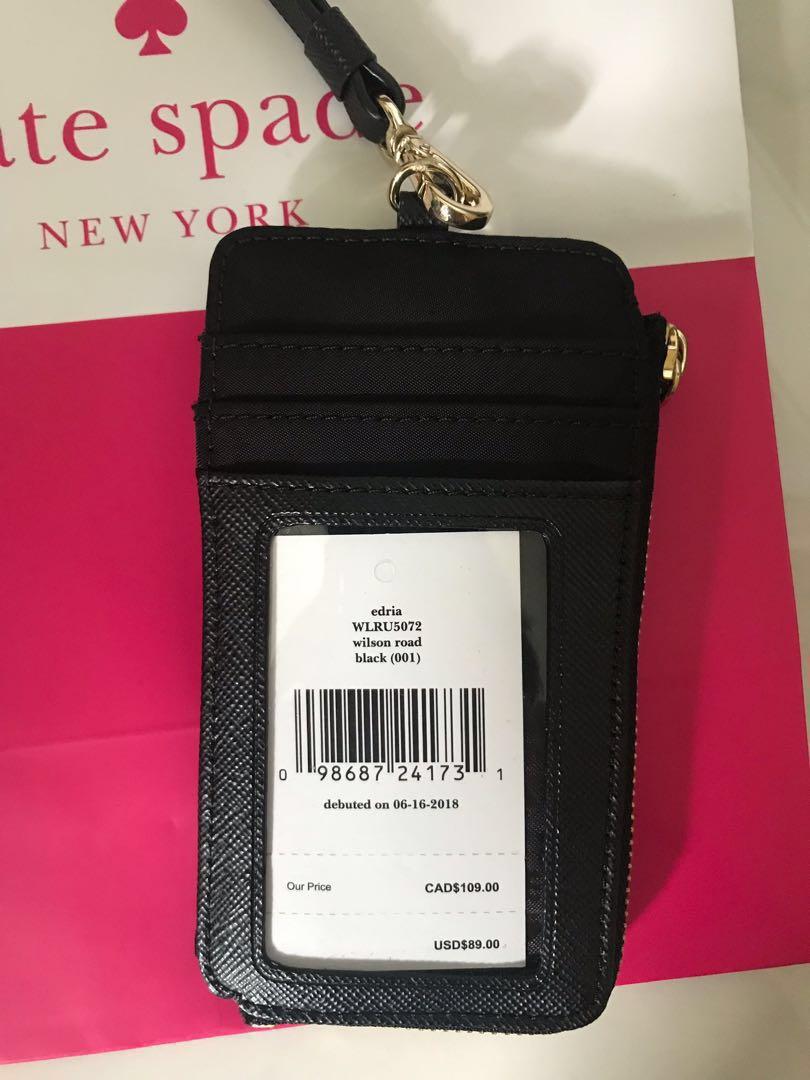 ate spade
NEW YORK
edria
WLRU5072
wilson road
black (001)
0 98687 24173 1
debuted on 06-16-2018
Our Price CAD$109.00
USD$89.00